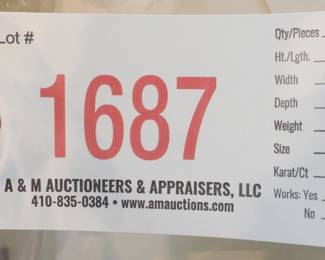 Lot #
1687
A & M AUCTIONEERS & APPRAISERS, LLC
410-835-0384 • www.amauctions.com
Qty/Pieces
Ht./Lgth.
Width
Depth
Weight
Size
Karat/Ct
Works: Yes
No